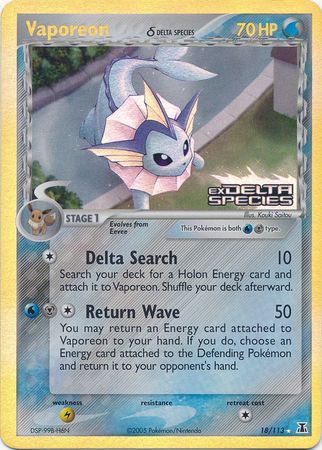 Vaporeon δ DELTA SPECIES 70 HP
exDELTA
SPECIES
Illus. Kouki Saitou
STAGE 1
Evolves from
Eevee
This Pokémon is both type.
Delta Search 10
Search your deck for a Holon Energy card and
attach it to Vaporeon. Shuffle your deck afterward.
Return Wave 50
You may return an Energy card attached to
Vaporeon to your hand. If you do, choose an
Energy card attached to the Defending Pokémon
and return it to your opponent's hand.
weakness resistance retreat cost
DSP-99B-H6N ©2005 Pokémon/Nintendo 18/113 ★